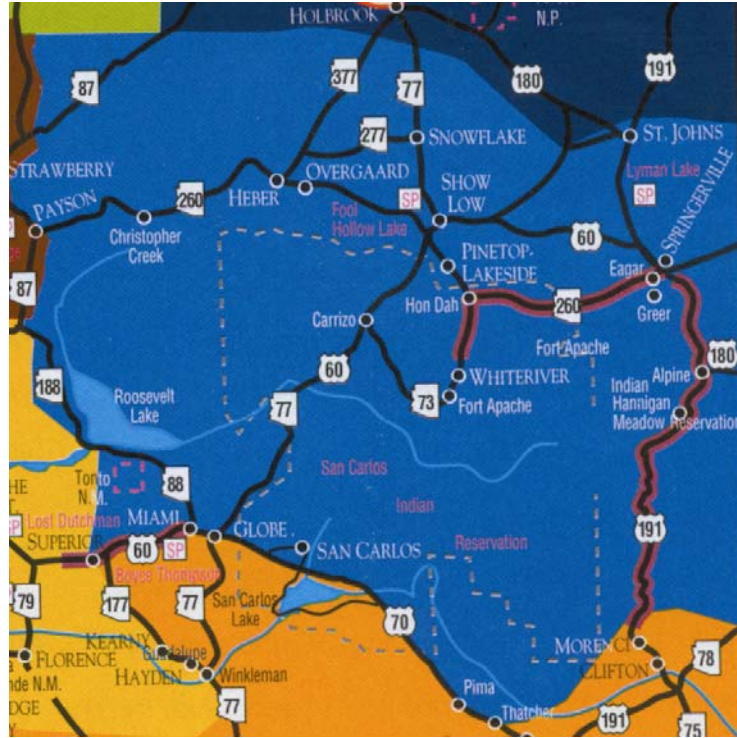 HOLBROOK
N.P.
87
377
77
180
191
277
SNOWFLAKE
ST. JOHNS
STRAWBERRY
OVERGAARD
HEBER
Lyman Lake
SP
SP
SHOW
LOW
260
PAYSON
Christopher
Creek
Fool
Hollow Lake
60
SPRINGERVILLE
PINETOP-
LAKESIDE
Eagar
87
Hon Dah
260
Greer
Carrizo
60
Fort Apache
180
188
Roosevelt
Lake
77
73
WHITERIVER
Fort Apache
Alpine
Indian
Hannigan
Meadow
Reservation
San Carlos
Indian
Reservation
Tonto
N.M.
88
THE
Lost Dutchman
SP
MIAMI
GLOBE
SUPERIOR
60
SP
SAN CARLOS
191
Boyce Thompson
79
177
77
San Carlos
Lake
70
KEARNY
Guadalupe
HAYDEN
Winkleman
FLORENCE
nde N.M.
DGE
77
MORENCI
CLIFTON
78
Pima
Thatcher
191
75